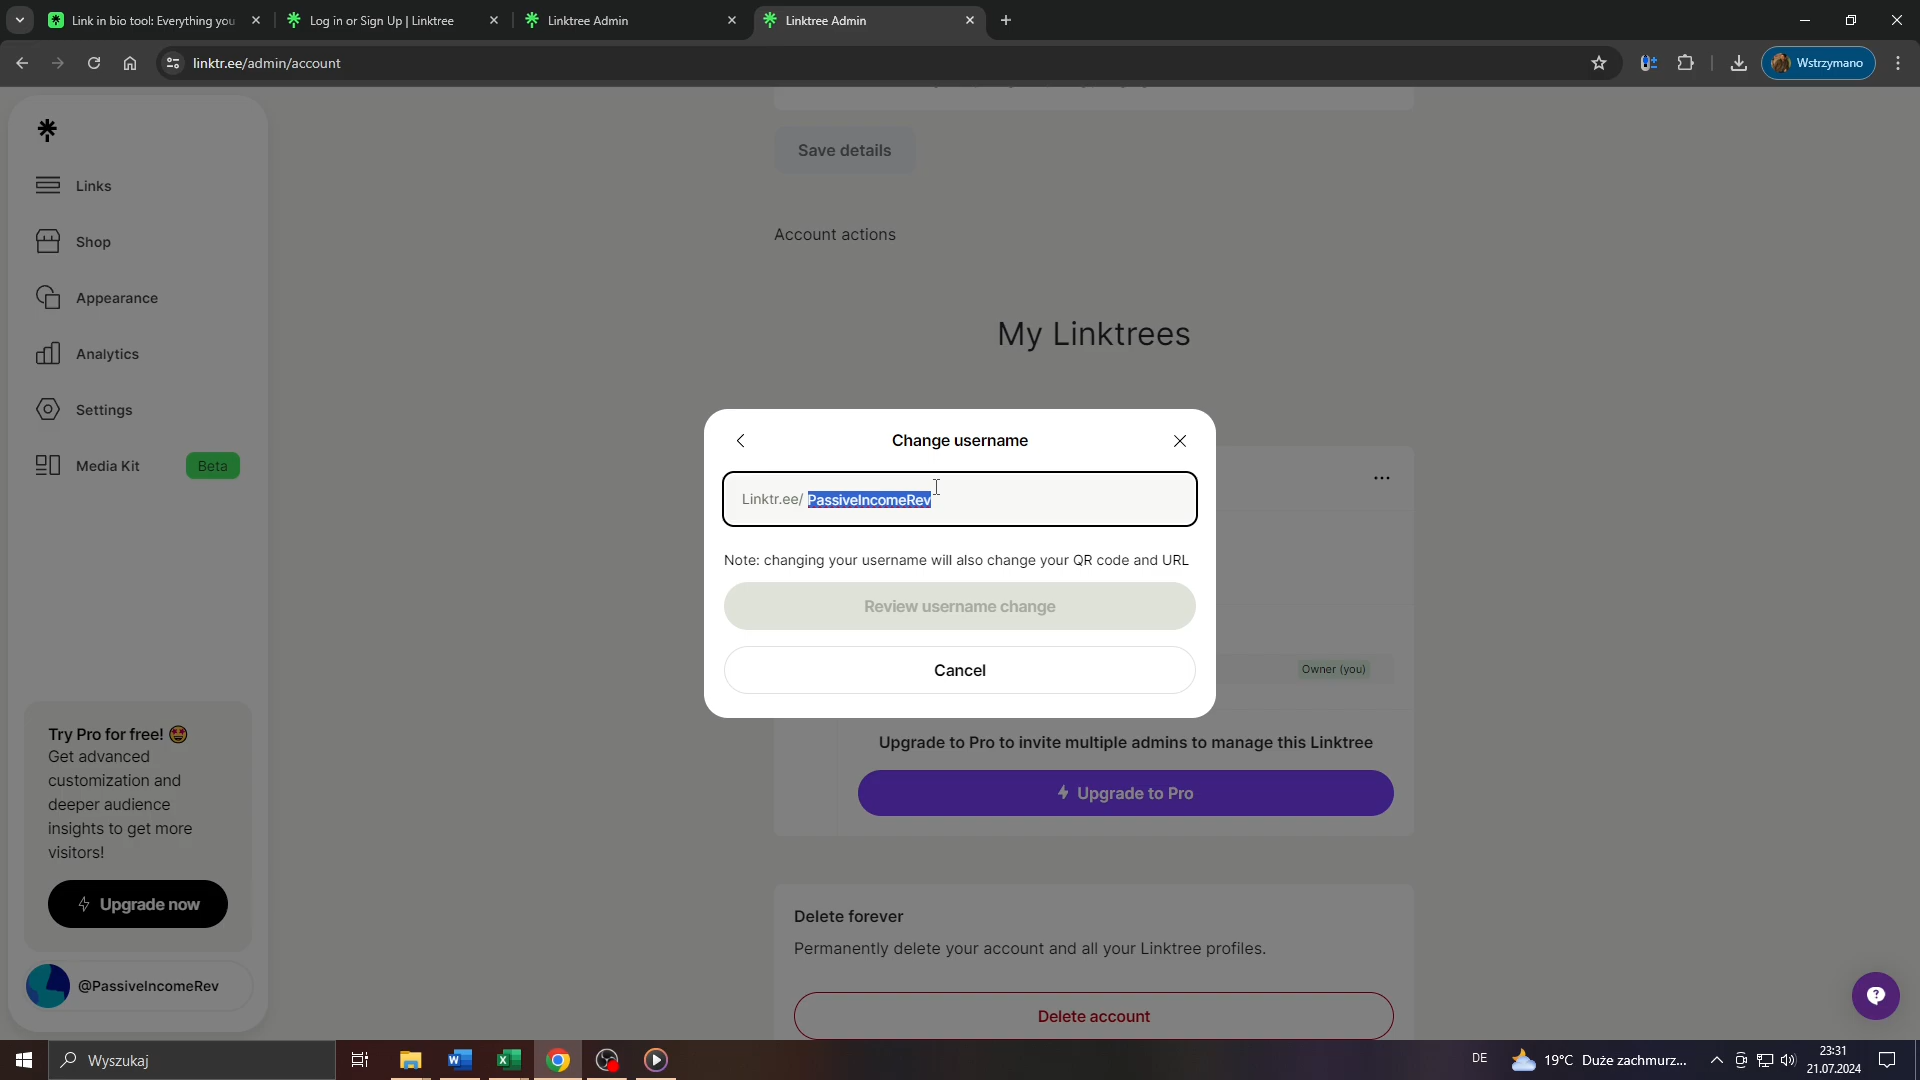 Link in bio tool: Everything you
Log in or Sign Up | Linktree
Linktree Admin
Linktree Admin
linktr.ee/admin/account
Wstrzymano
Links
Shop
Appearance
Analytics
Settings
Media Kit
Beta
Try Pro for free! 🤩
Get advanced
customization and
deeper audience
insights to get more
visitors!
Upgrade now
@PassiveIncomeRev
Save details
Account actions
My Linktrees
Change username
Linktr.ee/ PassiveIncomeRev
Note: changing your username will also change your QR code and URL
Review username change
Cancel
Owner (you)
Upgrade to Pro to invite multiple admins to manage this Linktree
Upgrade to Pro
Delete forever
Permanently delete your account and all your Linktree profiles.
Delete account
Wyszukaj
DE
19°C Duże zachmurz...
23:31
21.07.2024